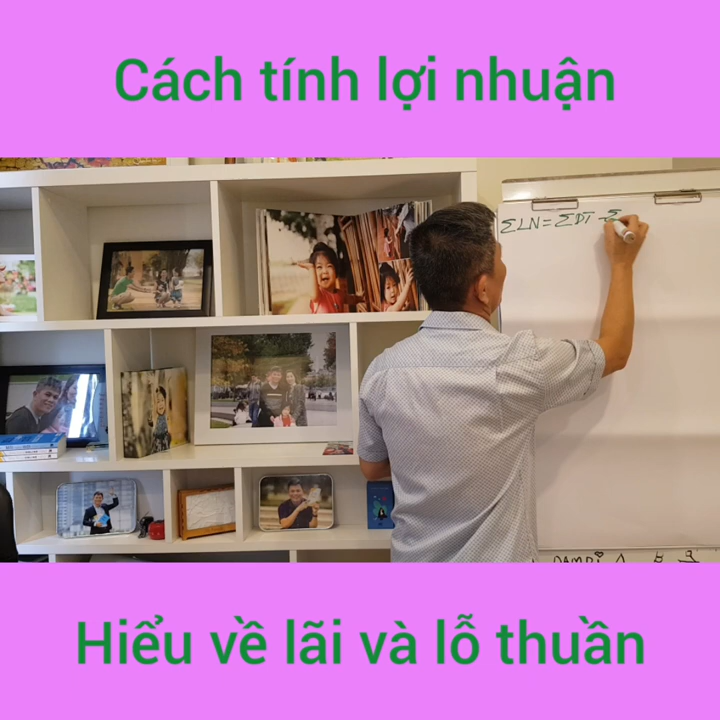 Cách tính lợi nhuận
ΣLN = ΣDT - Σ
Hiểu về lãi và lỗ thuần